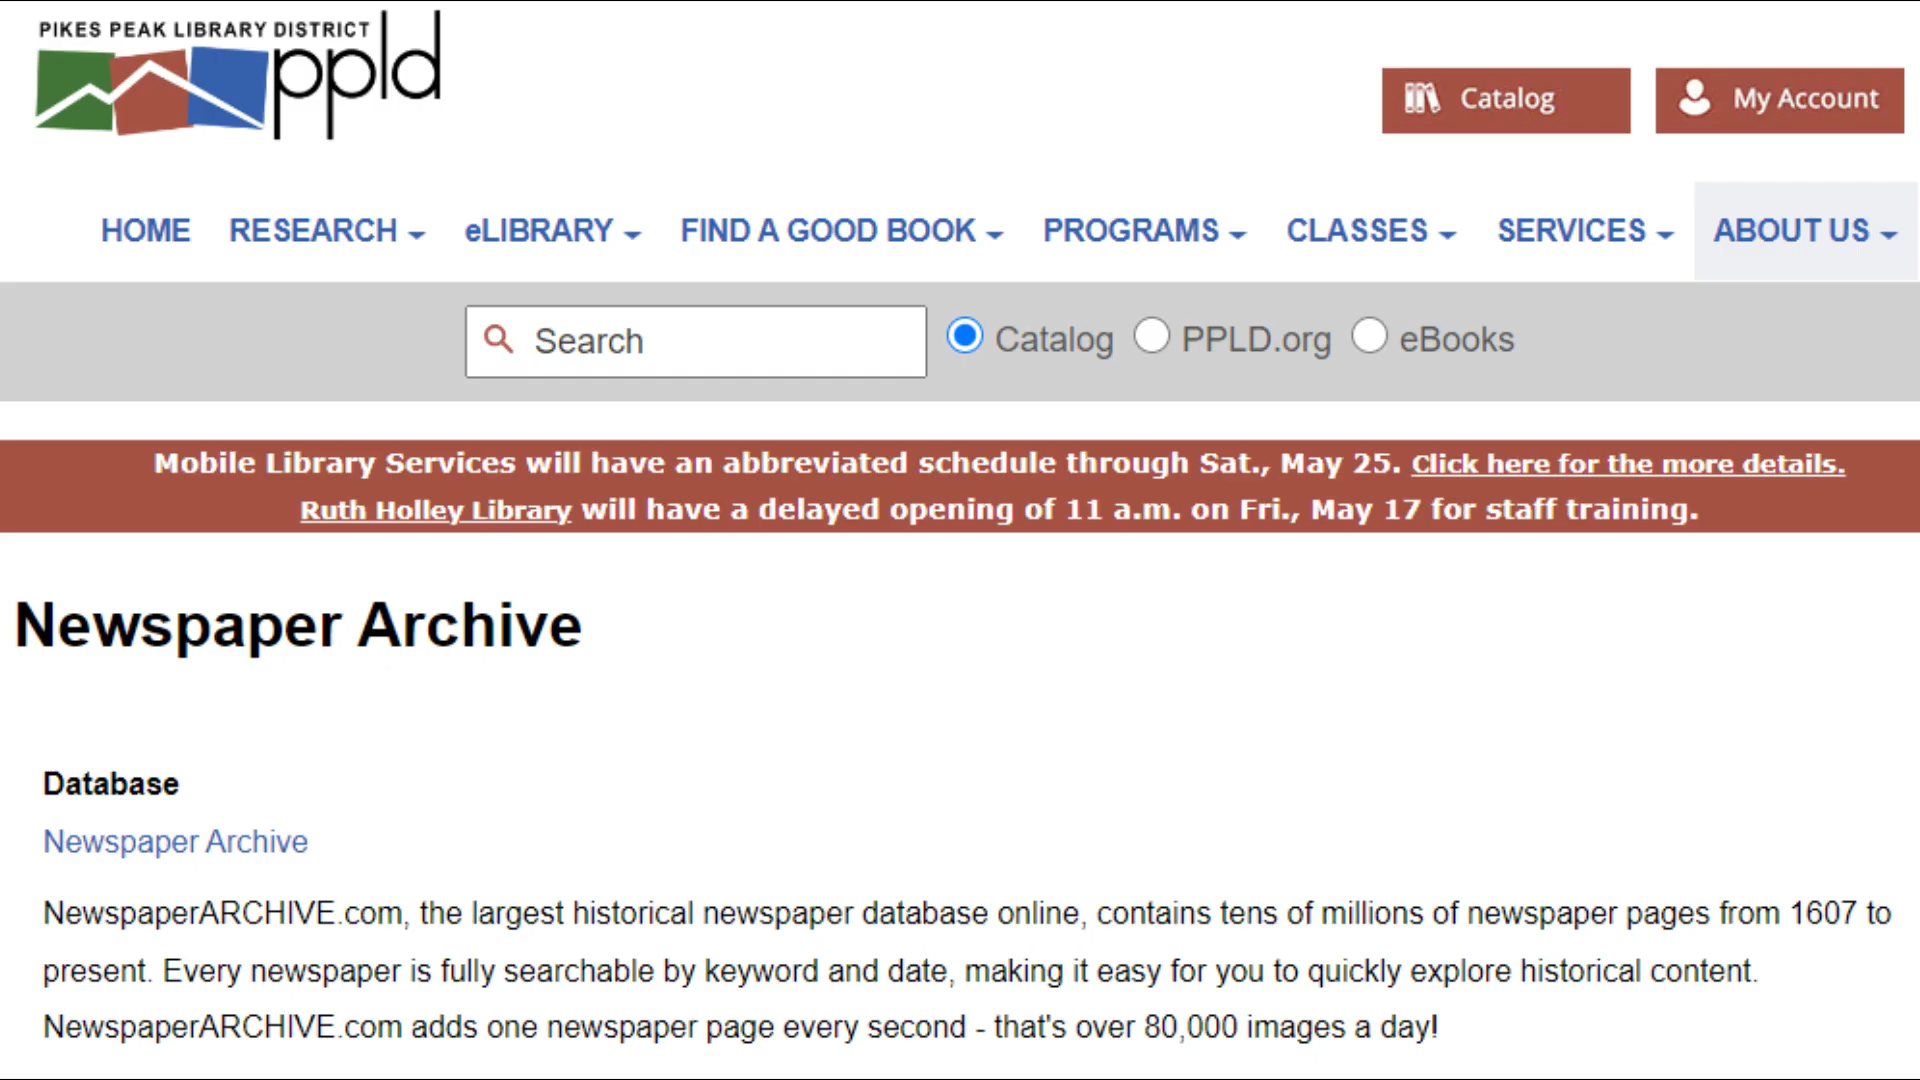 PIKES PEAK LIBRARY DISTRICT
ppld
Catalog
My Account
HOME RESEARCH eLIBRARY FIND A GOOD BOOK PROGRAMS CLASSES SERVICES ABOUT US
Search Catalog PPLD.org eBooks
Mobile Library Services will have an abbreviated schedule through Sat., May 25. Click here for the more details.
Ruth Holley Library will have a delayed opening of 11 a.m. on Fri., May 17 for staff training.
Newspaper Archive
Database
Newspaper Archive
NewspaperARCHIVE.com, the largest historical newspaper database online, contains tens of millions of newspaper pages from 1607 to
present. Every newspaper is fully searchable by keyword and date, making it easy for you to quickly explore historical content.
NewspaperARCHIVE.com adds one newspaper page every second - that's over 80,000 images a day!